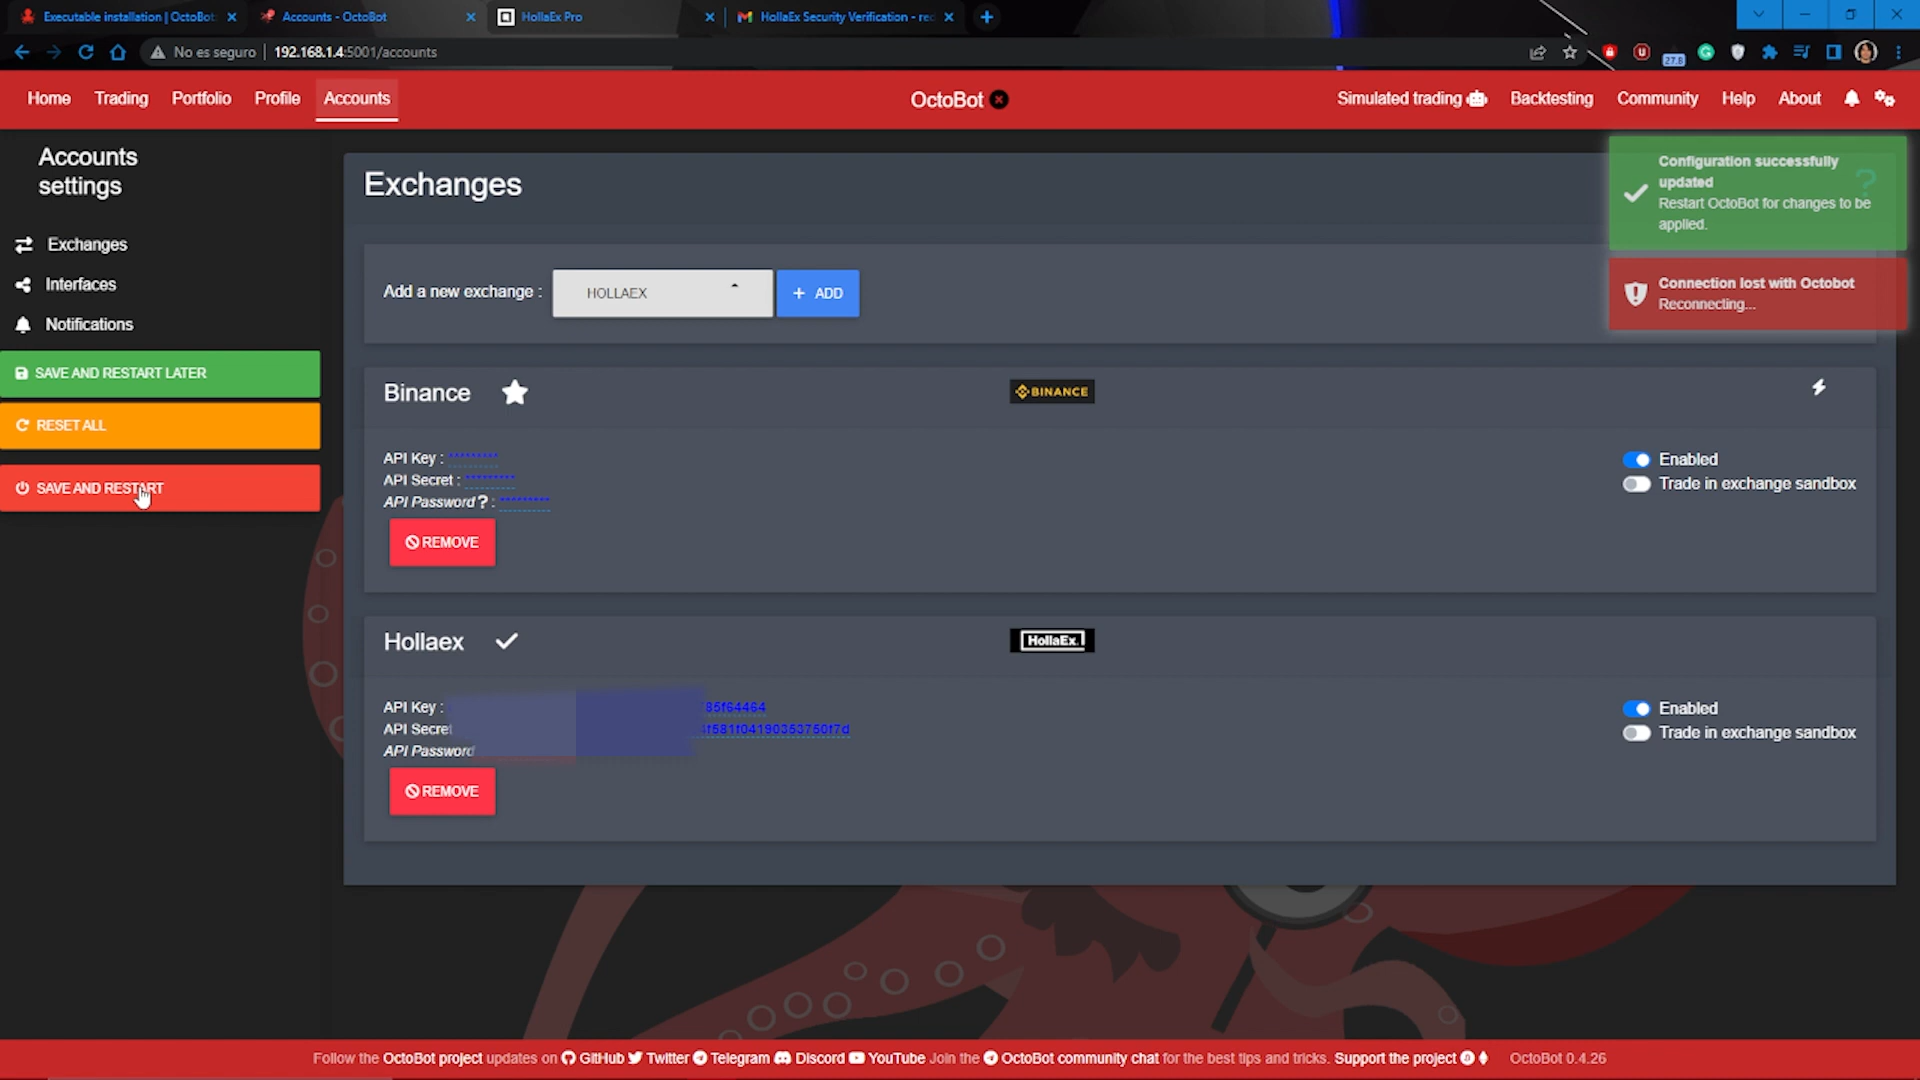 Executable installation | OctoBot
Accounts - OctoBot
HollaEx Pro
HollaEx Security Verification - rec
No es seguro
192.168.1.4:5001/accounts
27.8
Home
Trading
Portfolio
Profile
Accounts
OctoBot
Simulated trading
Backtesting
Community
Help
About
Accounts
settings
Exchanges
Interfaces
Notifications
SAVE AND RESTART LATER
RESET ALL
SAVE AND RESTART
Exchanges
Add a new exchange :
HOLLAEX
+ ADD
Configuration successfully
updated
Restart OctoBot for changes to be
applied.
Connection lost with Octobot
Reconnecting...
Binance
BINANCE
API Key : *********
API Secret : *********
API Password ? : *********
REMOVE
Enabled
Trade in exchange sandbox
Hollaex
HollaEx.
API Key : 85f64464
API Secret f581f04190353750f7d
API Password
REMOVE
Enabled
Trade in exchange sandbox
Follow the OctoBot project updates on GitHub Twitter Telegram Discord YouTube Join the OctoBot community chat for the best tips and tricks. Support the project OctoBot 0.4.26